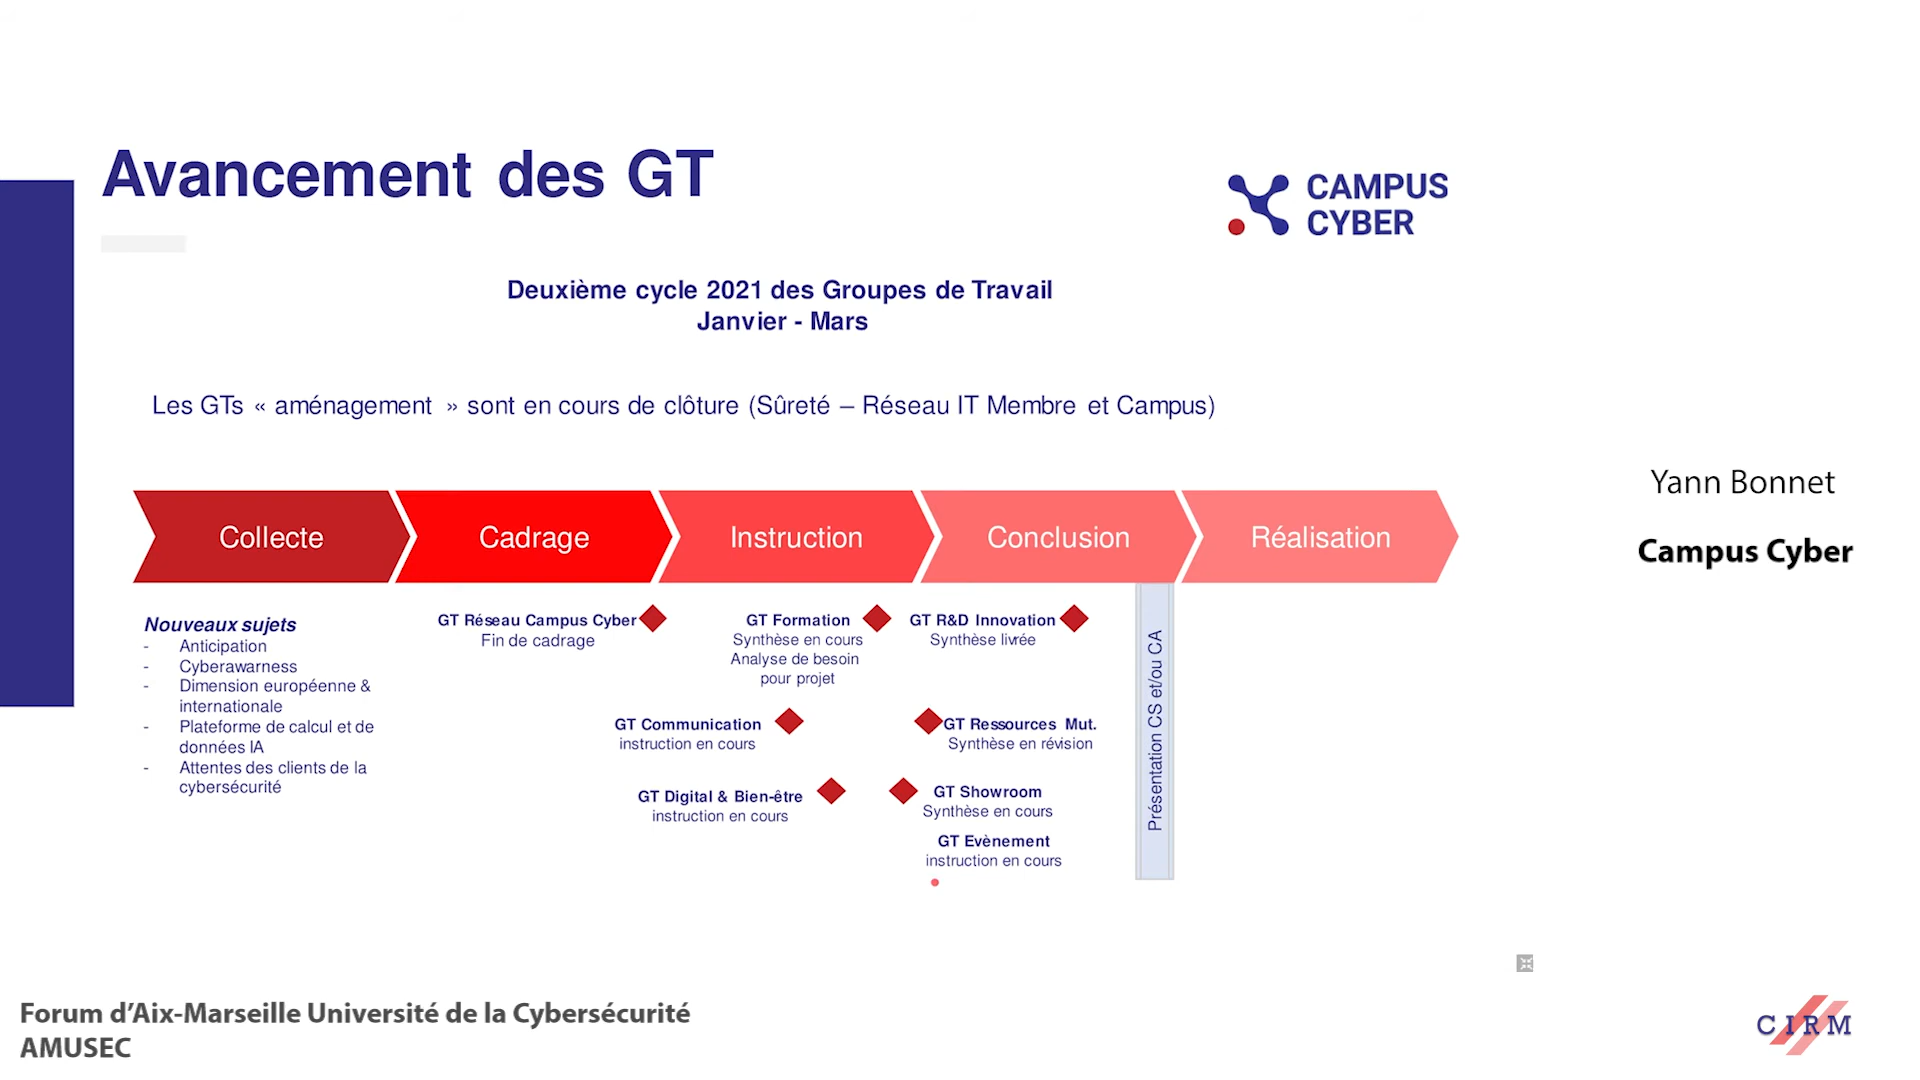 Avancement des GT
CAMPUS
CYBER
Deuxième cycle 2021 des Groupes de Travail
Janvier - Mars
Les GTs « aménagement » sont en cours de clôture (Sûreté – Réseau IT Membre et Campus)
Collecte
Cadrage
Instruction
Conclusion
Réalisation
Nouveaux sujets
- Anticipation
- Cyberawarness
- Dimension européenne &
internationale
- Plateforme de calcul et de
données IA
- Attentes des clients de la
cybersécurité
GT Réseau Campus Cyber
Fin de cadrage
GT Formation
Synthèse en cours
Analyse de besoin
pour projet
GT Communication
instruction en cours
GT Digital & Bien-être
instruction en cours
GT R&D Innovation
Synthèse livrée
GT Ressources Mut.
Synthèse en révision
GT Showroom
Synthèse en cours
GT Evènement
instruction en cours
Présentation CS et/ou CA
Yann Bonnet
Campus Cyber
Forum d’Aix-Marseille Université de la Cybersécurité
AMUSEC
CIRM